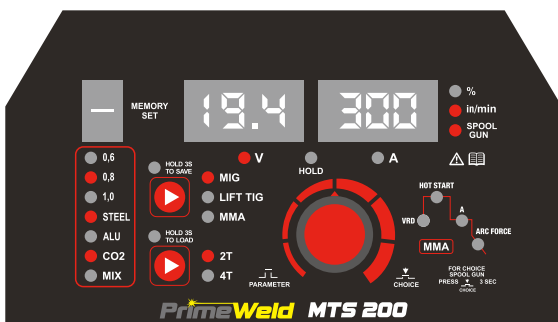 — 19.4 300
MEMORY
SET
%
in/min
SPOOL
GUN
V
HOLD
A
0,6
0,8
1,0
STEEL
ALU
CO2
MIX
HOLD 3S
TO SAVE
MIG
LIFT TIG
MMA
HOLD 3S
TO LOAD
2T
4T
PARAMETER
CHOICE
HOT START
VRD
A
ARC FORCE
MMA
FOR CHOICE
SPOOL GUN
PRESS 3 SEC
CHOICE
PrimeWeld MTS 200